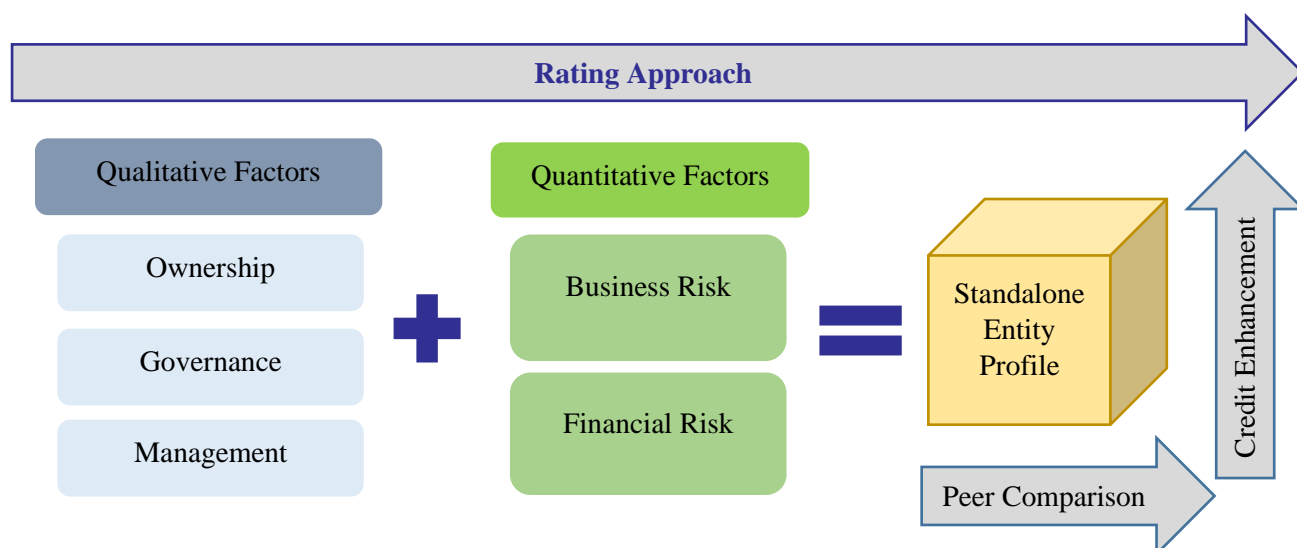 Rating Approach
Qualitative Factors
Ownership
Governance
Management
Quantitative Factors
Business Risk
Financial Risk
Standalone
Entity
Profile
Peer Comparison
Credit Enhancement